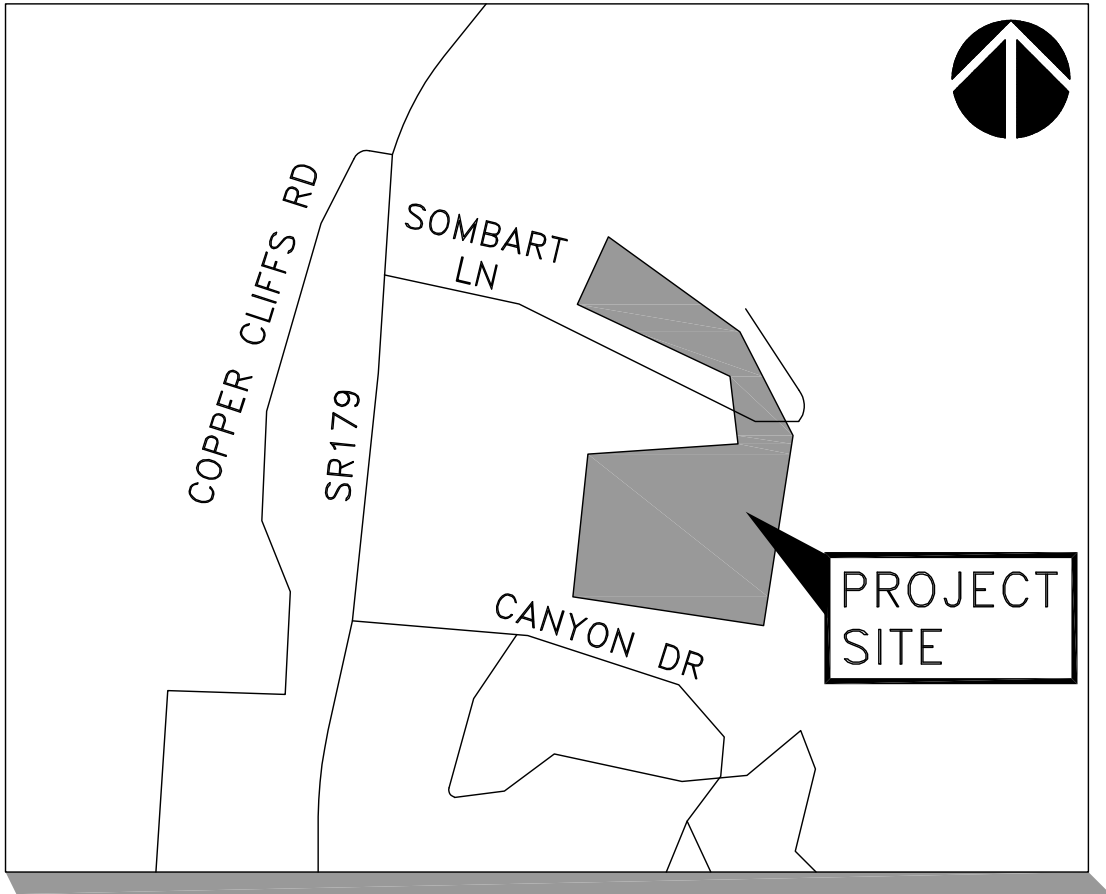 COPPER CLIFFS RD
SOMBART
LN
SR179
CANYON DR
PROJECT
SITE